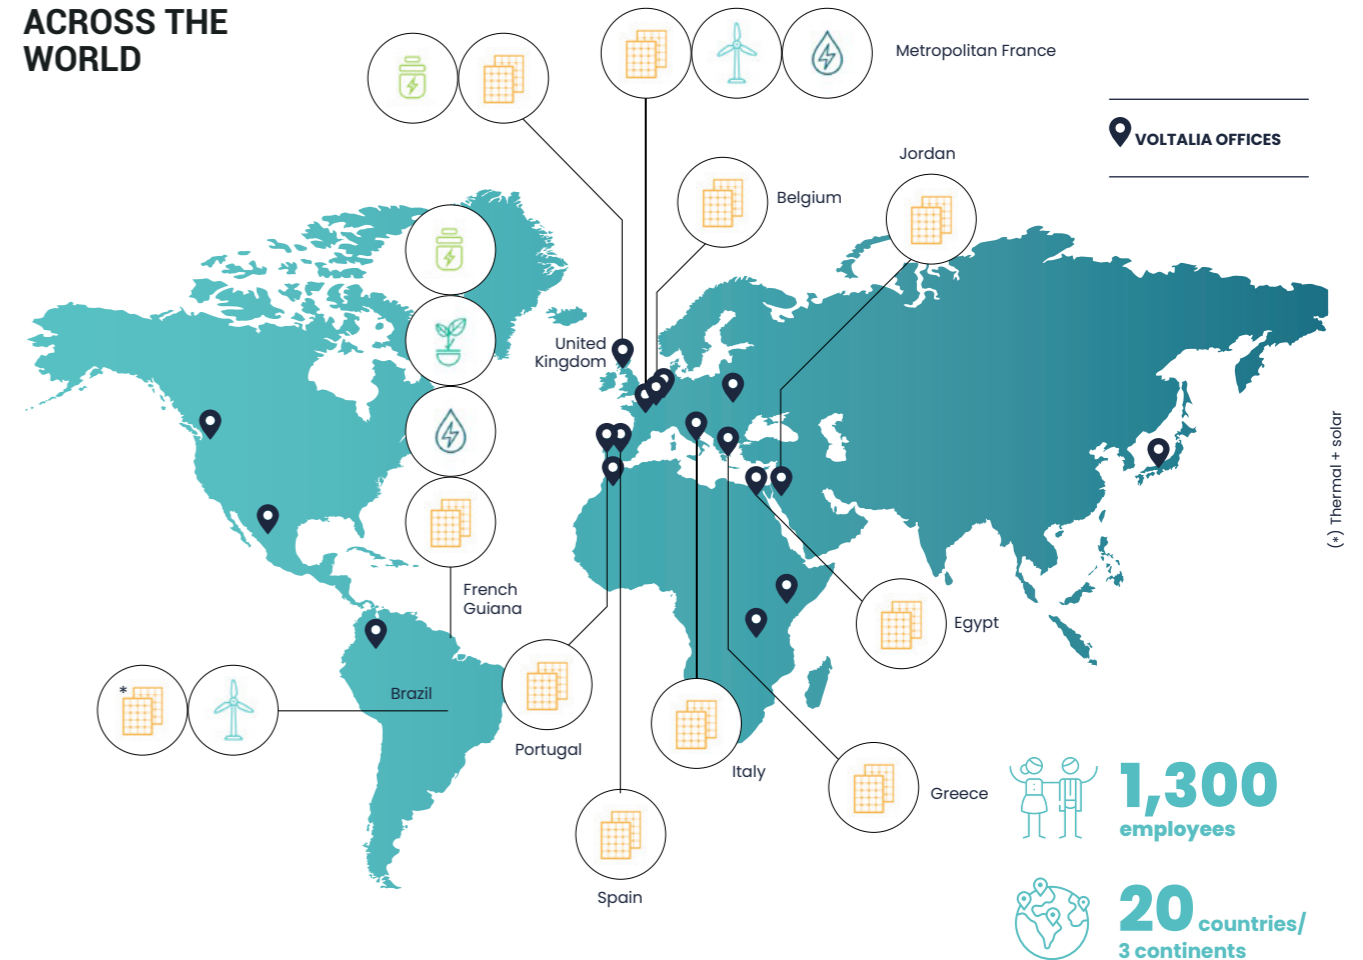 ACROSS THE
WORLD
Metropolitan France
VOLTALIA OFFICES
Jordan
Belgium
United
Kingdom
(*) Thermal + solar
French
Guiana
Egypt
*
Brazil
Portugal
Italy
Greece
Spain
1,300
employees
20 countries/
3 continents